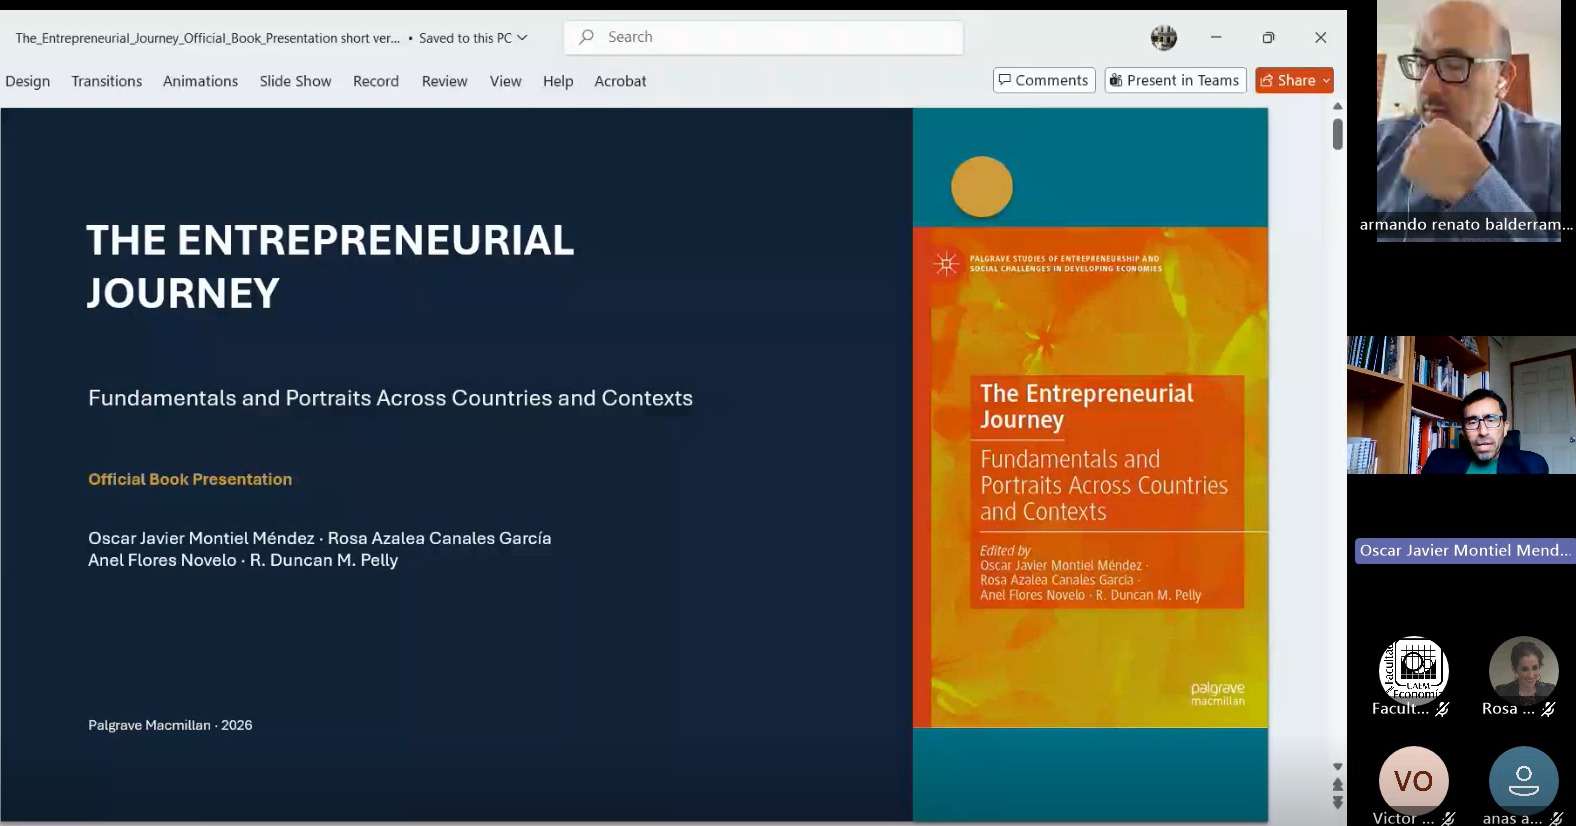 The_Entrepreneurial_Journey_Official_Book_Presentation short ver... • Saved to this PC
Search
Design Transitions Animations Slide Show Record Review View Help Acrobat
Comments Present in Teams Share
THE ENTREPRENEURIAL
JOURNEY
Fundamentals and Portraits Across Countries and Contexts
Official Book Presentation
Oscar Javier Montiel Méndez · Rosa Azalea Canales García
Anel Flores Novelo · R. Duncan M. Pelly
Palgrave Macmillan · 2026
PALGRAVE STUDIES OF ENTREPRENEURSHIP AND
SOCIAL CHALLENGES IN DEVELOPING ECONOMIES
The Entrepreneurial
Journey
Fundamentals and
Portraits Across Countries
and Contexts
Edited by
Oscar Javier Montiel Méndez ·
Rosa Azalea Canales García ·
Anel Flores Novelo · R. Duncan M. Pelly
palgrave
macmillan
armando renato balderram...
Oscar Javier Montiel Mend...
Facultad
UAEM
Economía
Facult...
Rosa ...
VO
Victor ...
anas a...